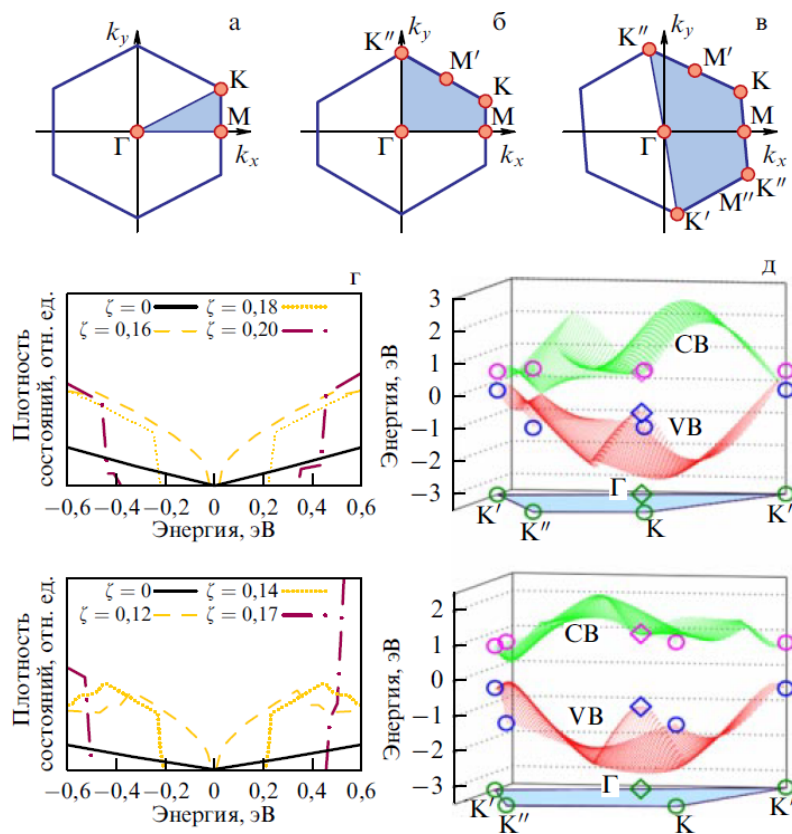 а
k_y
K
M
Γ
k_x
б
k_y
K″
M′
K
M
Γ
k_x
в
k_y
K″
M′
K
M
Γ
k_x
K″
M″
K′
г
Плотность состояний, отн. ед.
ζ = 0
ζ = 0,18
ζ = 0,16
ζ = 0,20
−0,6 −0,4 −0,2 0 0,2 0,4 0,6
Энергия, эВ
д
Энергия, эВ
3
2
1
0
−1
−2
−3
CB
VB
Γ
K′
K″
K
K′
Плотность состояний, отн. ед.
ζ = 0
ζ = 0,14
ζ = 0,12
ζ = 0,17
−0,6 −0,4 −0,2 0 0,2 0,4 0,6
Энергия, эВ
Энергия, эВ
2
1
0
−1
−2
−3
CB
VB
Γ
K′
K″
K
K′